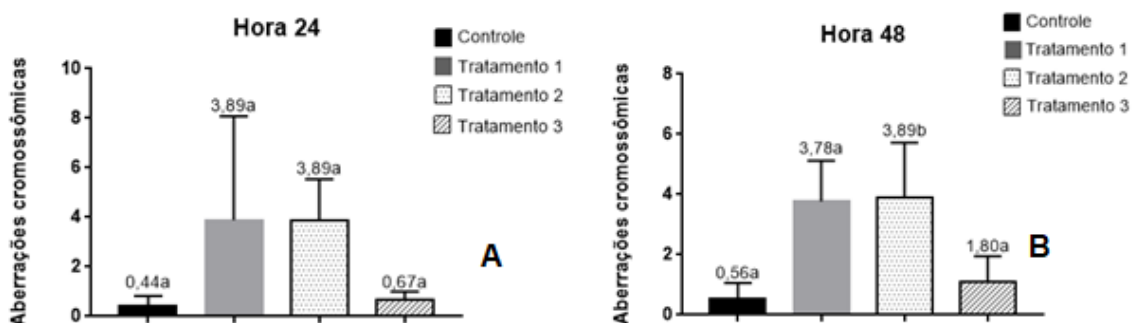 Hora 24
Controle
Tratamento 1
Tratamento 2
Tratamento 3
Aberrações cromossômicas
10
8
6
4
2
0
0,44a
3,89a
3,89a
0,67a
A
Hora 48
Controle
Tratamento 1
Tratamento 2
Tratamento 3
Aberrações cromossômicas
8
6
4
2
0
0,56a
3,78a
3,89b
1,80a
B